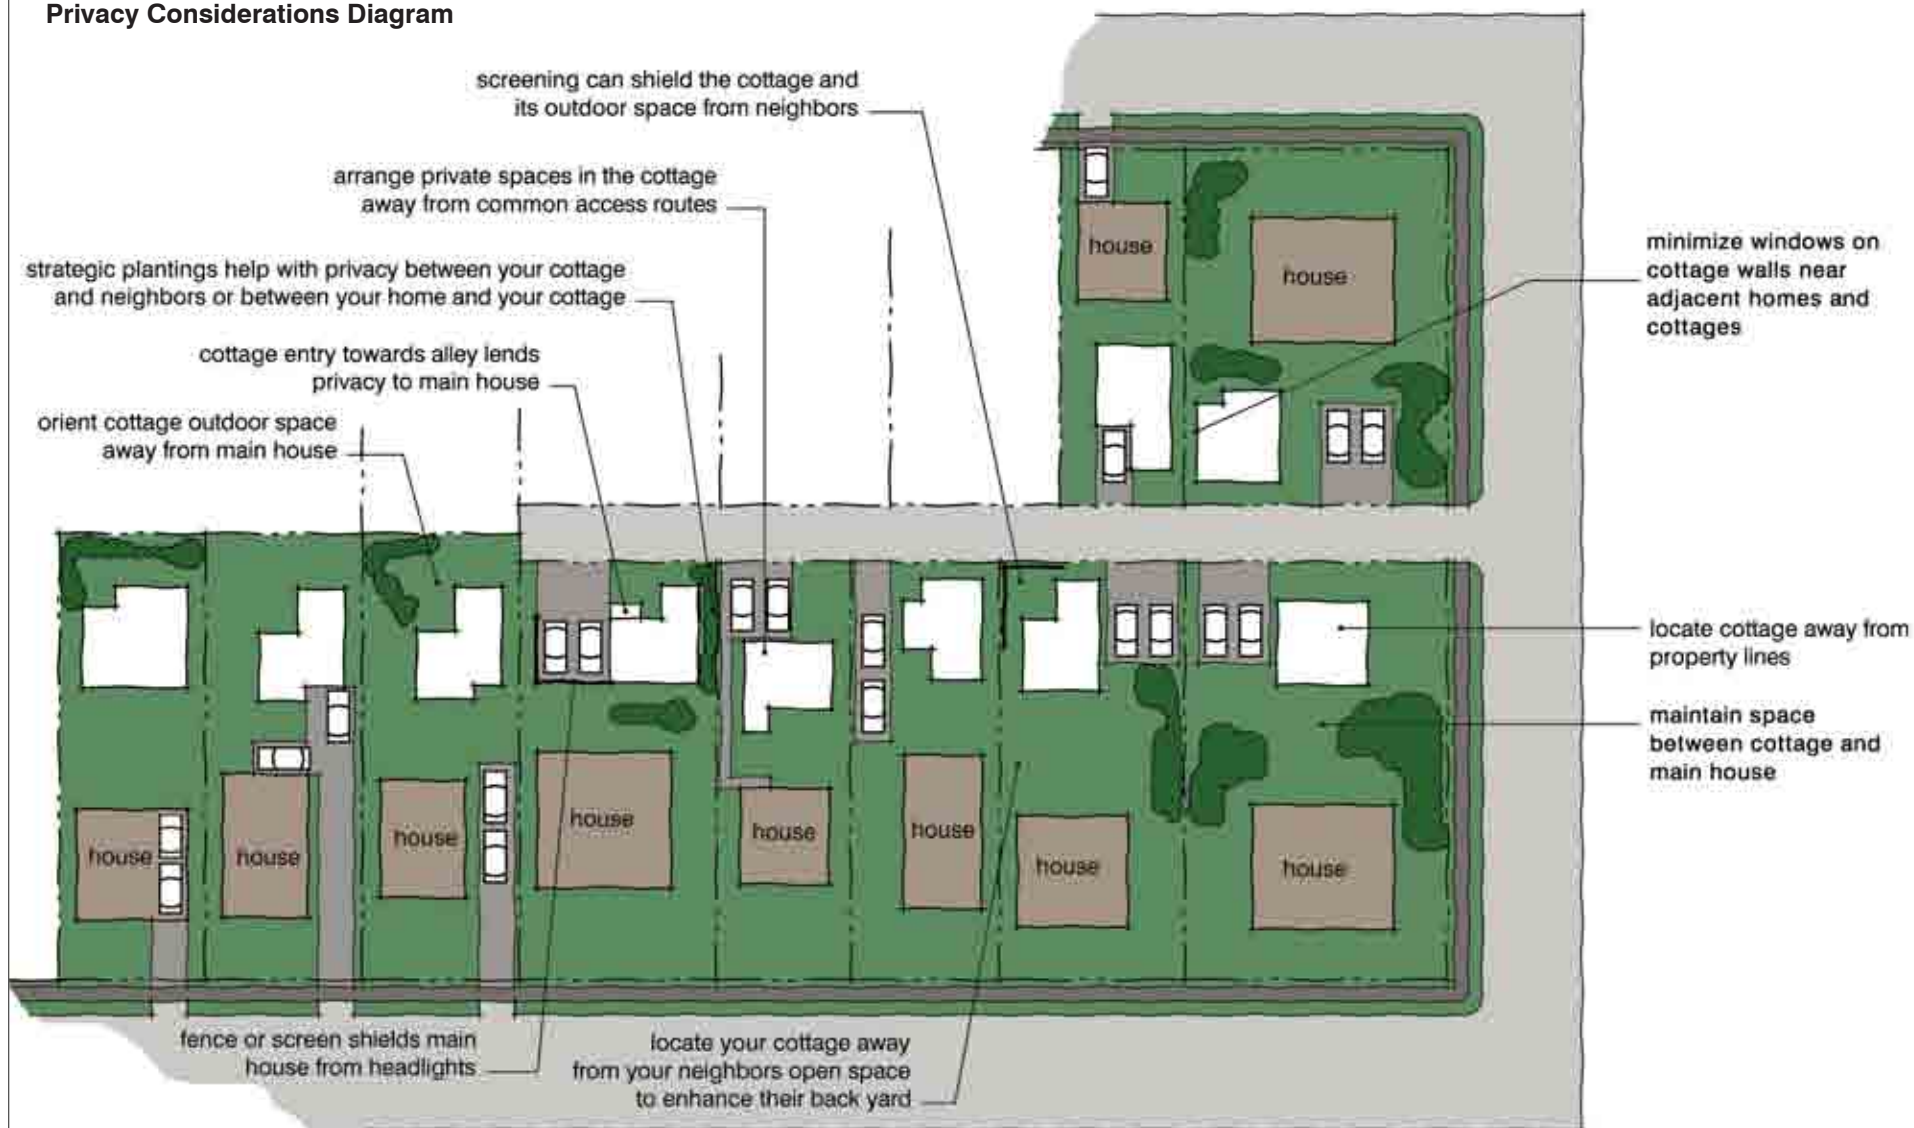 Privacy Considerations Diagram
screening can shield the cottage and
its outdoor space from neighbors
arrange private spaces in the cottage
away from common access routes
strategic plantings help with privacy between your cottage
and neighbors or between your home and your cottage
cottage entry towards alley lends
privacy to main house
orient cottage outdoor space
away from main house
house
house
minimize windows on
cottage walls near
adjacent homes and
cottages
locate cottage away from
property lines
maintain space
between cottage and
main house
house
house
house
house
house
house
house
house
fence or screen shields main
house from headlights
locate your cottage away
from your neighbors open space
to enhance their back yard